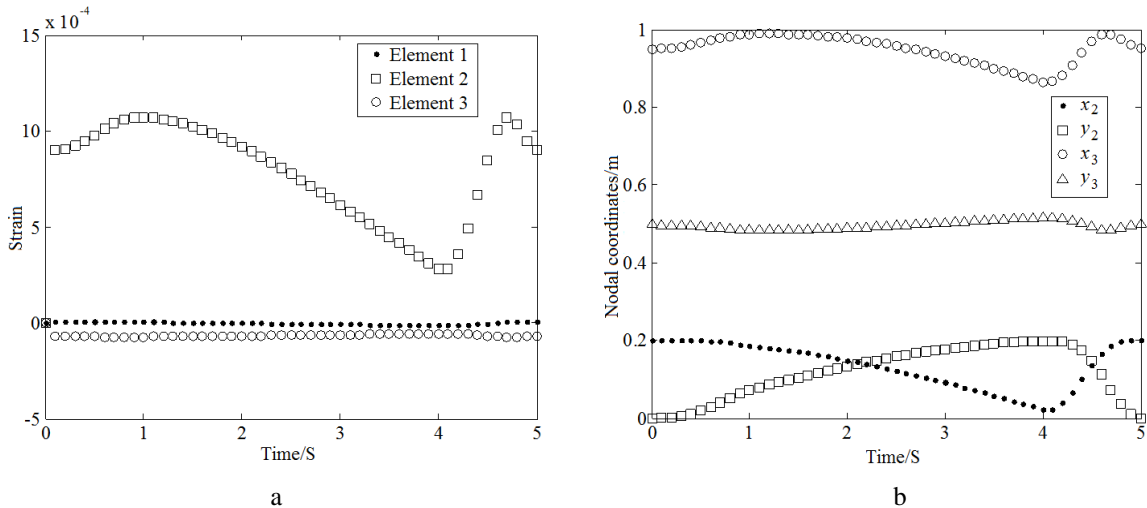 x 10⁻⁴
15
10
5
0
-5
Strain
0 1 2 3 4 5
Time/S
Element 1
Element 2
Element 3
a
1
0.8
0.6
0.4
0.2
0
Nodal coordinates/m
0 1 2 3 4 5
Time/S
x₂
y₂
x₃
y₃
b